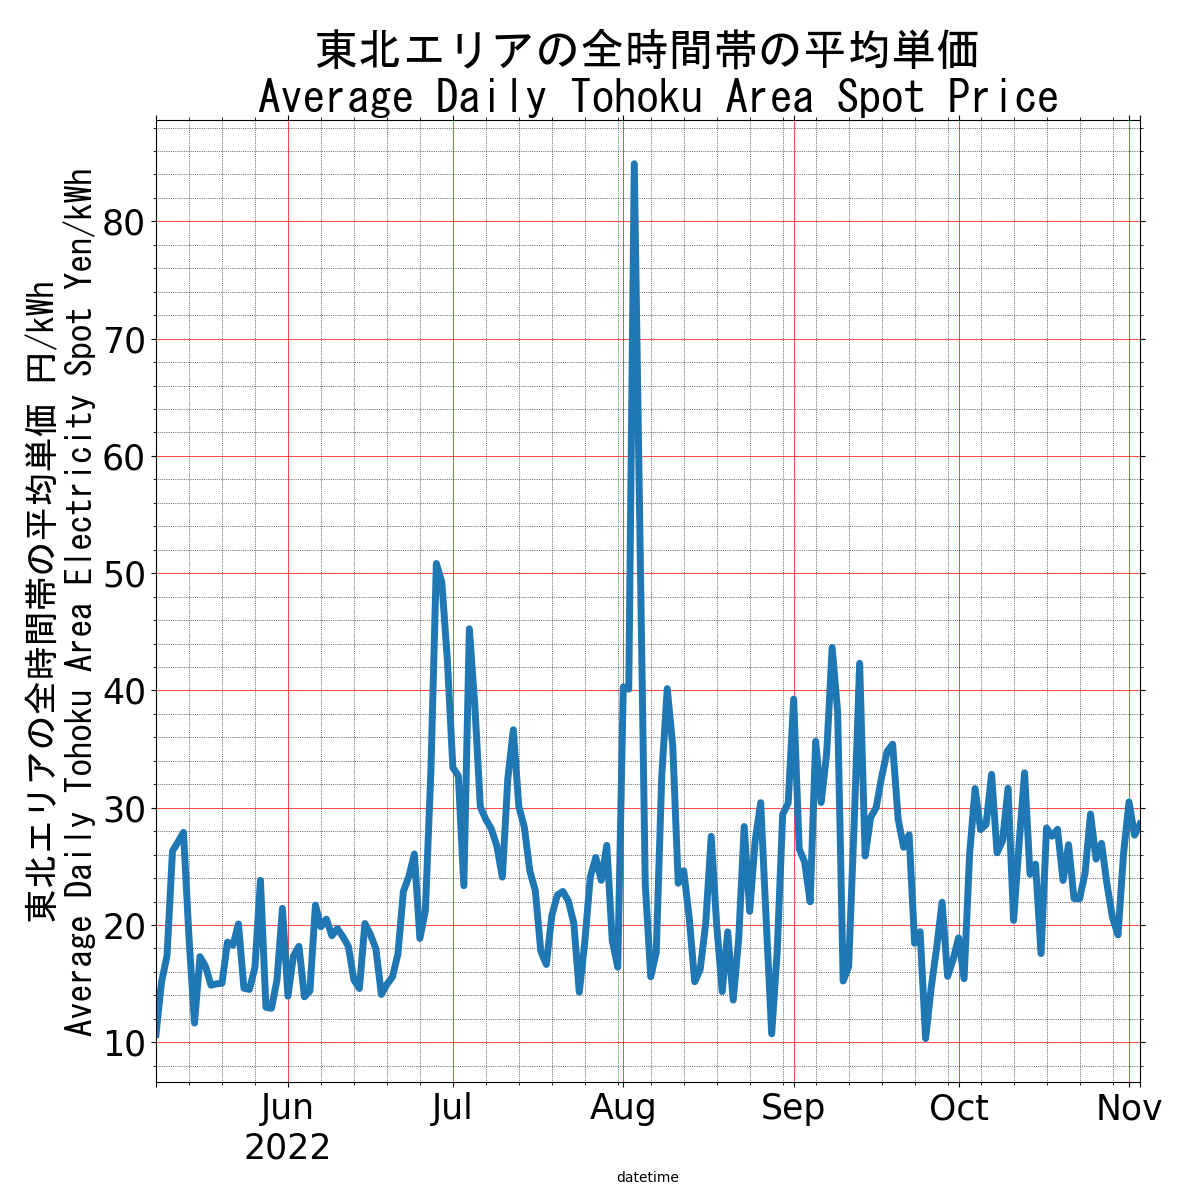 東北エリアの全時間帯の平均単価
Average Daily Tohoku Area Spot Price
東北エリアの全時間帯の平均単価 円/kWh
Average Daily Tohoku Area Electricity Spot Yen/kWh
80
70
60
50
40
30
20
10
Jun
2022
Jul
Aug
Sep
Oct
Nov
datetime